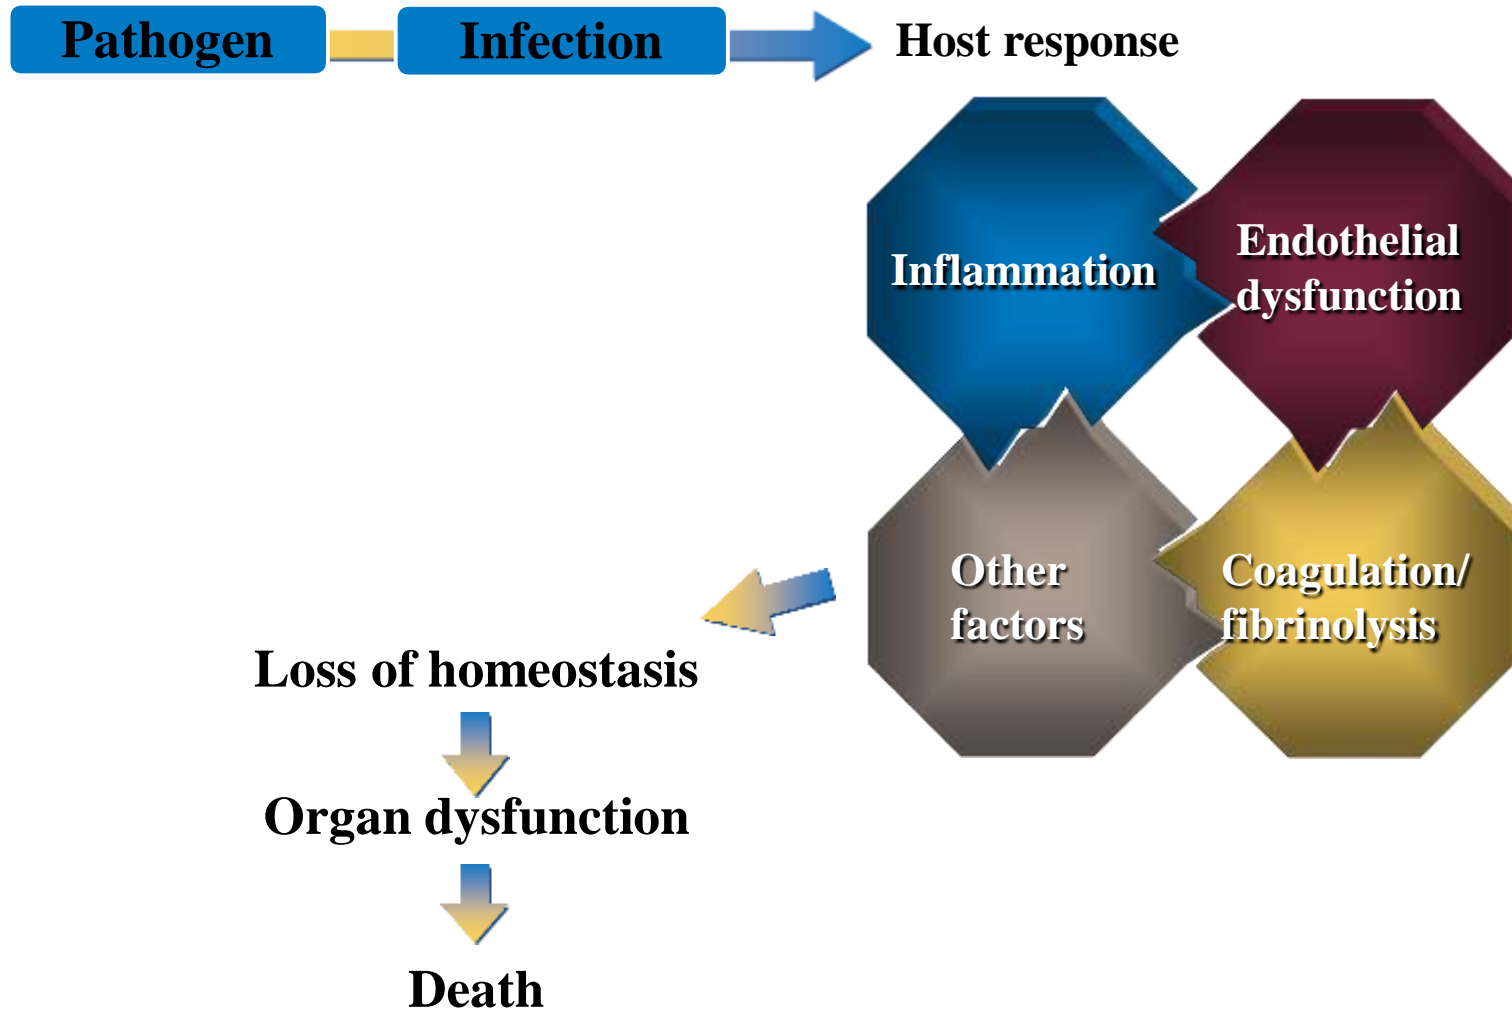 Pathogen
Infection
Host response
Inflammation
Endothelial
dysfunction
Other
factors
Coagulation/
fibrinolysis
Loss of homeostasis
Organ dysfunction
Death